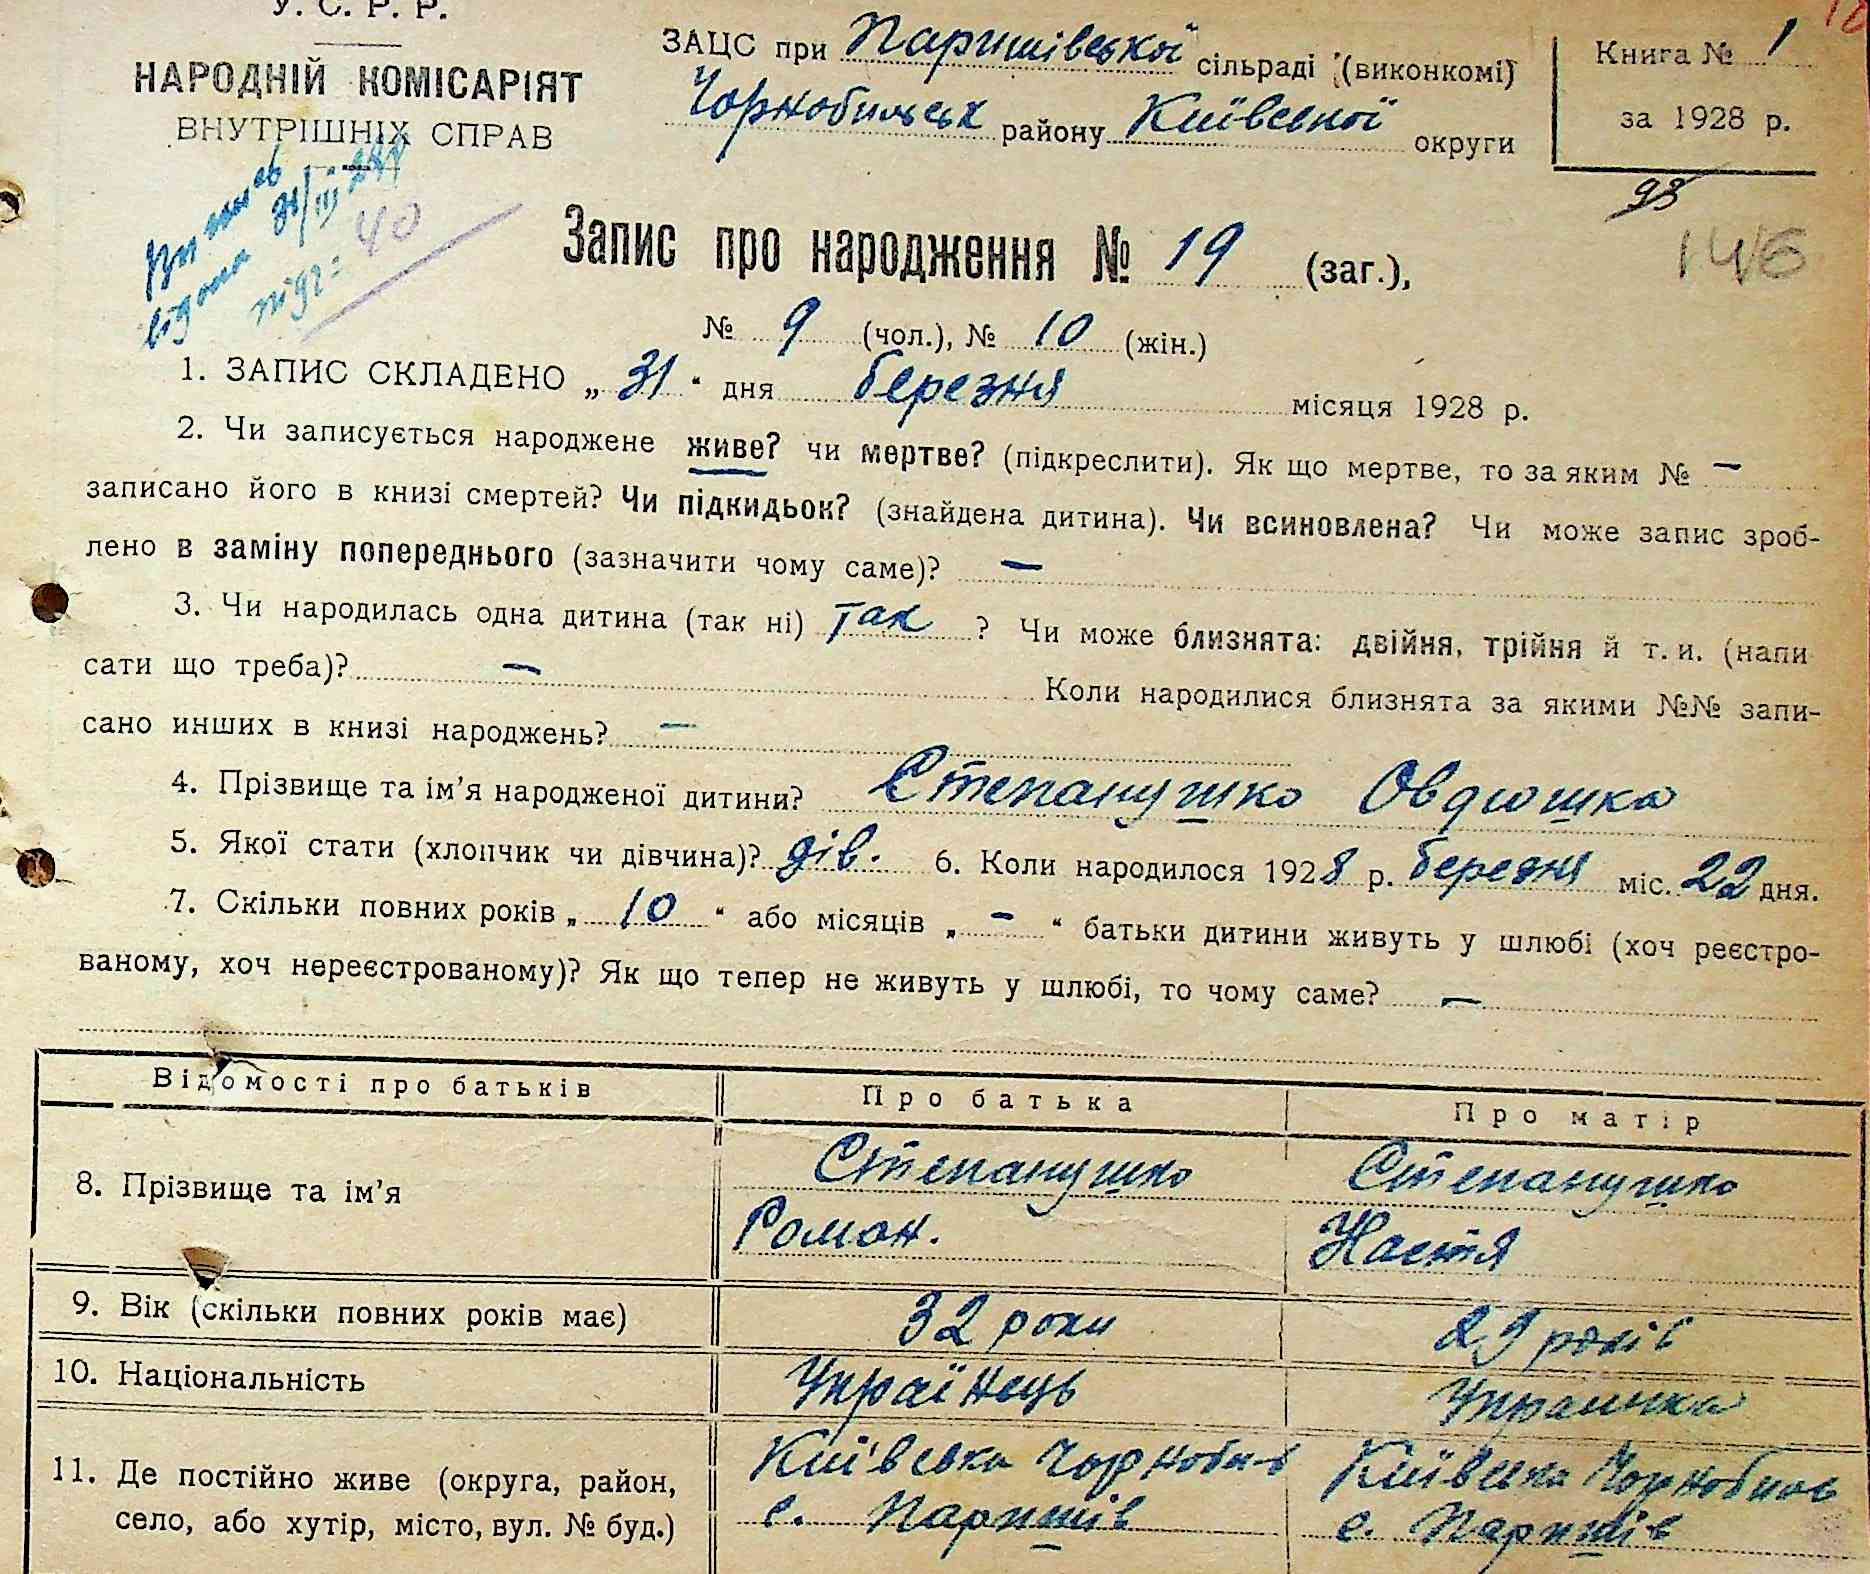 У. С. Р. Р.
НАРОДНІЙ КОМІСАРІЯТ
ВНУТРІШНІХ СПРАВ
ЗАЦС при Паришівської сільраді (виконкомі)
Чорнобильськ району Київської округи
Книга № 1
за 1928 р.
93
146
40
Запис про народження № 19 (заг.),
№ 9 (чол.), № 10 (жін.)
1. ЗАПИС СКЛАДЕНО „ 31 “ дня березня місяця 1928 р.
2. Чи записується народжене живе? чи мертве? (підкреслити). Як що мертве, то за яким № —
записано його в книзі смертей? Чи підкидьок? (знайдена дитина). Чи всиновлена? Чи може запис зроб-
лено в заміну попереднього (зазначити чому саме)? —
3. Чи народилась одна дитина (так ні) так ? Чи може близнята: двійня, трійня й т. и. (напи
сати що треба)? — Коли народилися близнята за якими №№ запи-
сано инших в книзі народжень? —
4. Прізвище та ім’я народженої дитини? Степанушко Овдюшка
5. Якої стати (хлопчик чи дівчина)? дів. 6. Коли народилося 1928 р. березня міс. 22 дня.
7. Скільки повних років „ 10 “ або місяців „ — “ батьки дитини живуть у шлюбі (хоч реєстро-
ваному, хоч нереєстрованому)? Як що тепер не живуть у шлюбі, то чому саме? —
Відомості про батьків Про батька Про матір
8. Прізвище та ім’я Степанушко Степанушко
Роман. Настя
9. Вік (скільки повних років має) 32 роки 29 років
10. Національність Українець Українка
11. Де постійно живе (округа, район, Київська Чорнобиль Київська Чорнобиль
село, або хутір, місто, вул. № буд.) с. Паришів с. Паришів